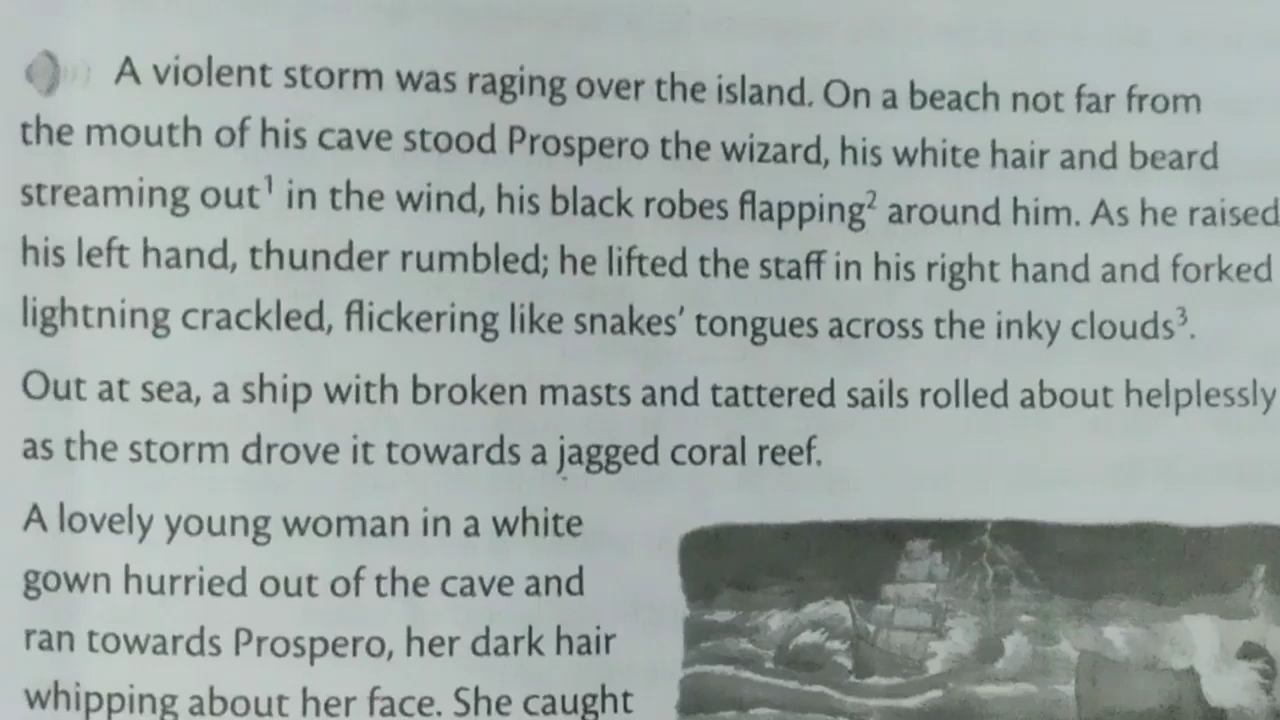 A violent storm was raging over the island. On a beach not far from
the mouth of his cave stood Prospero the wizard, his white hair and beard
streaming out¹ in the wind, his black robes flapping² around him. As he raised
his left hand, thunder rumbled; he lifted the staff in his right hand and forked
lightning crackled, flickering like snakes' tongues across the inky clouds³.
Out at sea, a ship with broken masts and tattered sails rolled about helplessly
as the storm drove it towards a jagged coral reef.
A lovely young woman in a white
gown hurried out of the cave and
ran towards Prospero, her dark hair
whipping about her face. She caught